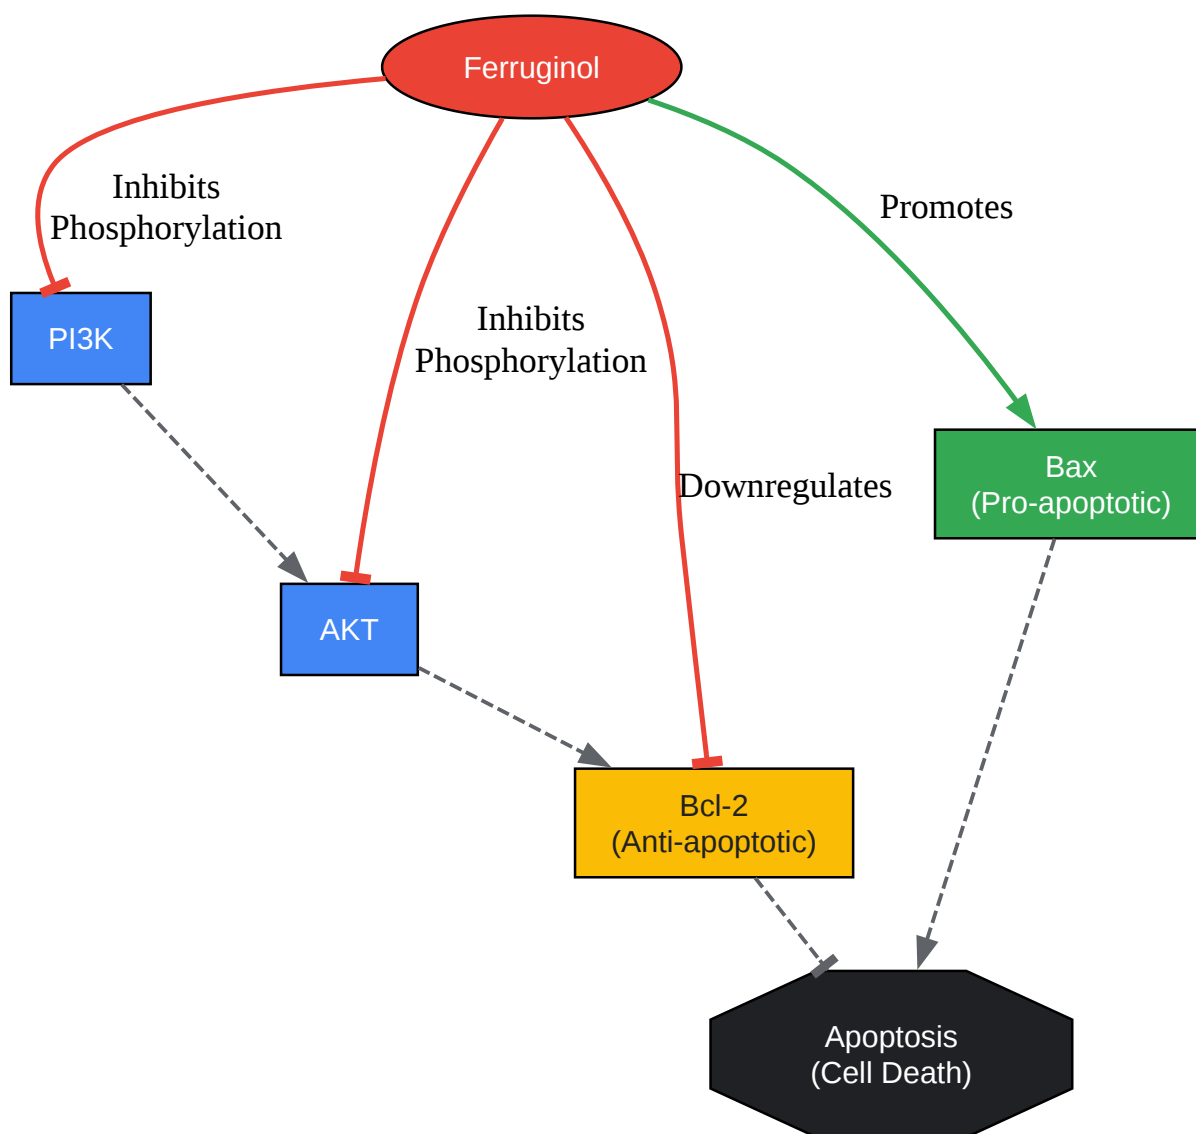 Ferruginol
Inhibits
Phosphorylation
Promotes
Inhibits
Phosphorylation
PI3K
Downregulates
Bax
(Pro-apoptotic)
AKT
Bcl-2
(Anti-apoptotic)
Apoptosis
(Cell Death)